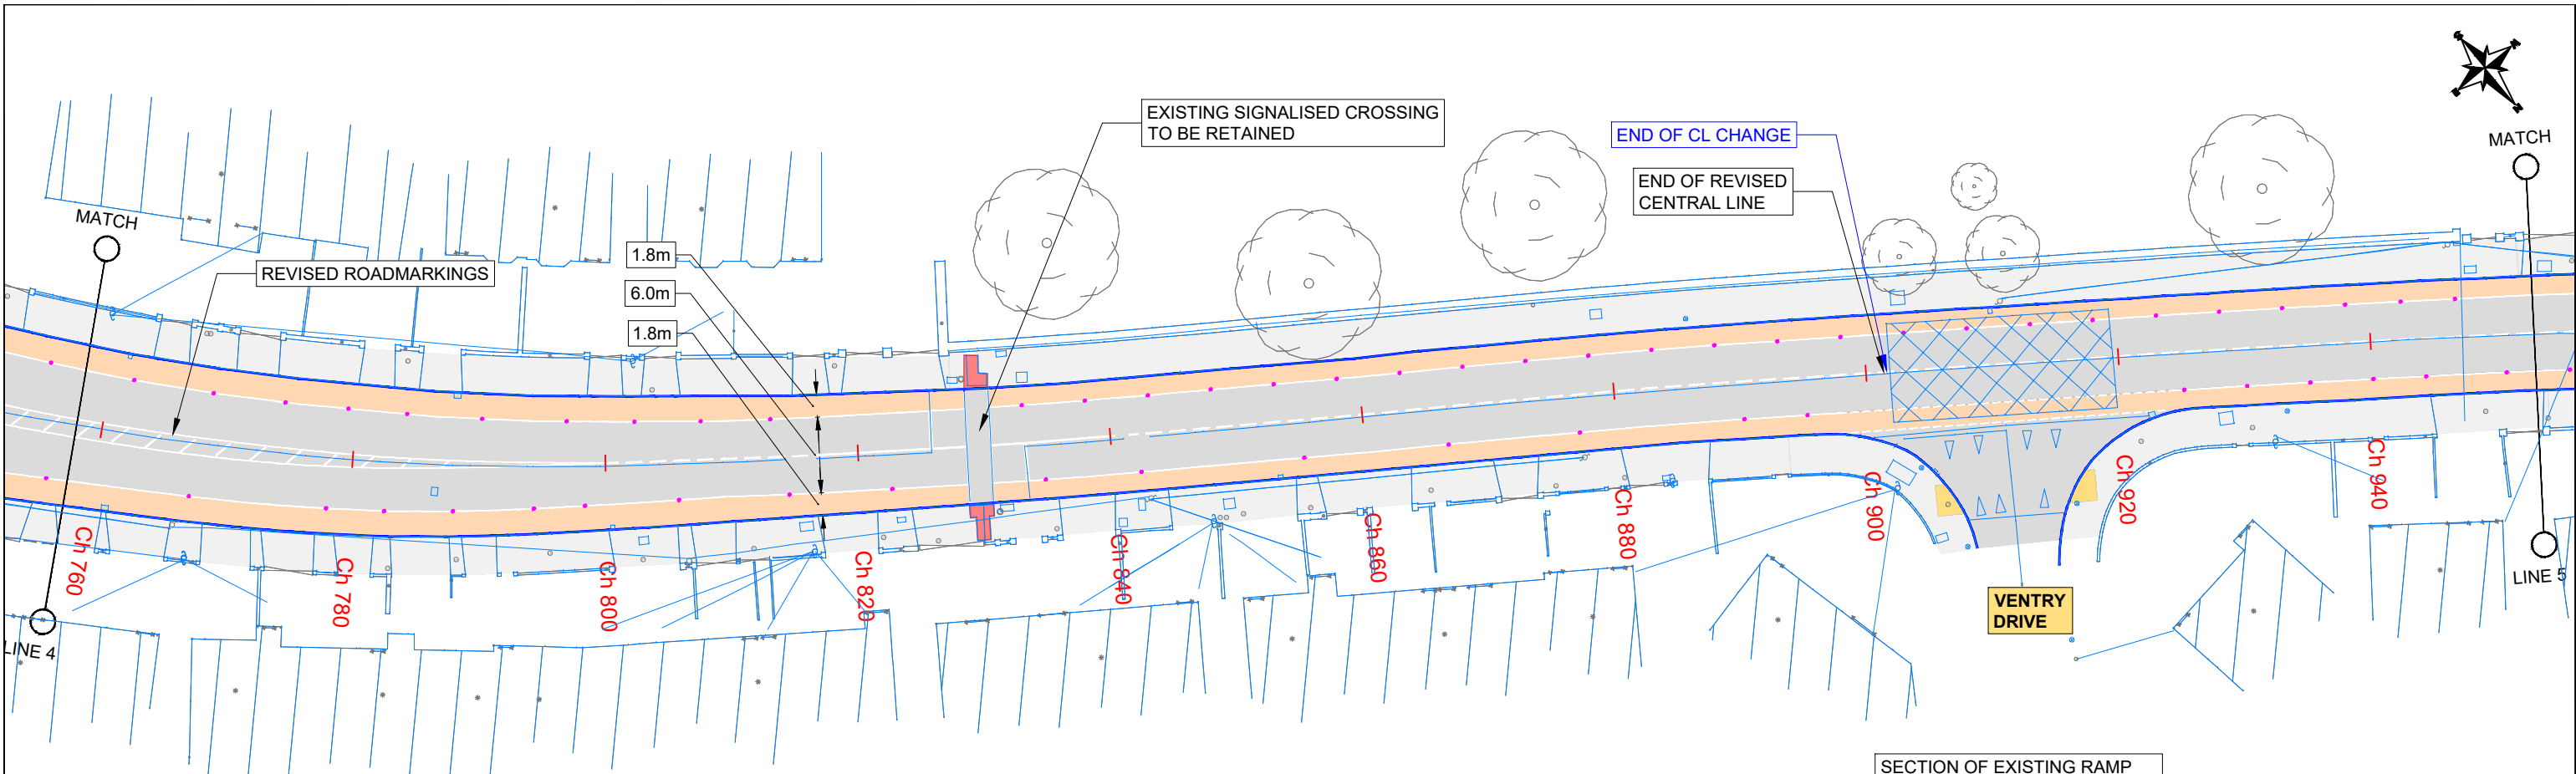 MATCH
REVISED ROADMARKINGS
1.8m
6.0m
1.8m
EXISTING SIGNALISED CROSSING
TO BE RETAINED
END OF CL CHANGE
END OF REVISED
CENTRAL LINE
MATCH
Ch 760
Ch 780
Ch 800
Ch 820
Ch 840
Ch 860
Ch 880
Ch 900
Ch 920
Ch 940
LINE 4
VENTRY
DRIVE
LINE 5
SECTION OF EXISTING RAMP